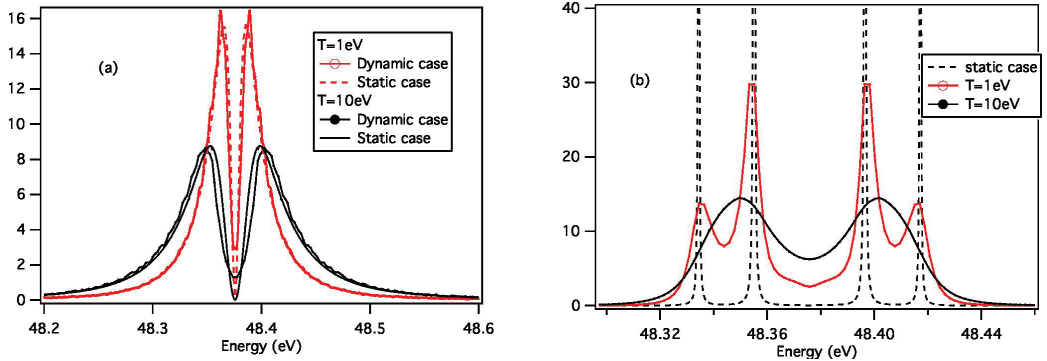 16
14
12
10
8
6
4
2
0
(a)
T=1eV
Dynamic case
Static case
T=10eV
Dynamic case
Static case
48.2
48.3
48.4
48.5
48.6
Energy (eV)
40
30
20
10
0
(b)
static case
T=1eV
T=10eV
48.32
48.36
48.40
48.44
Energy (eV)